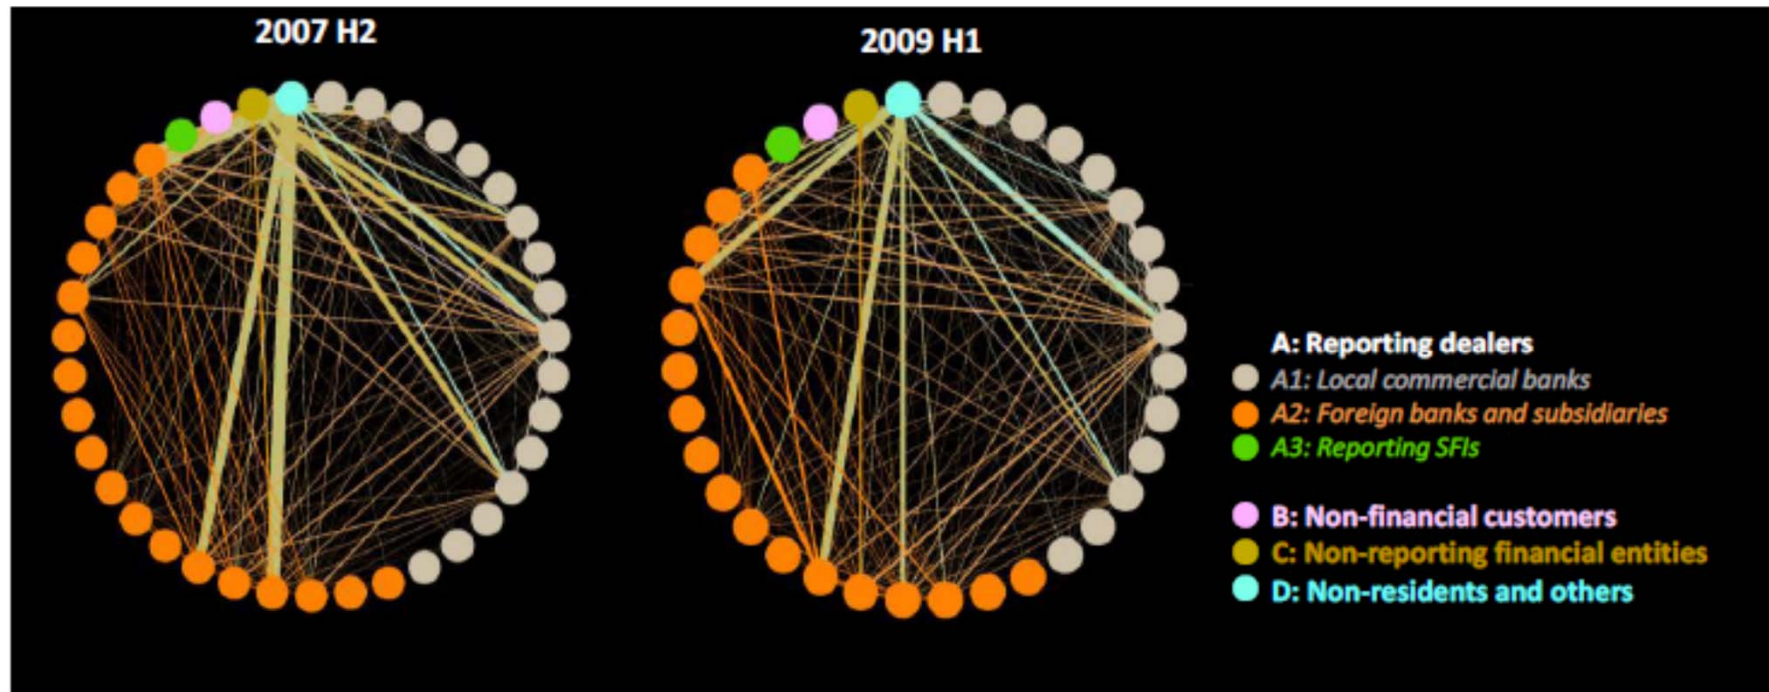 2007 H2
2009 H1
A: Reporting dealers
A1: Local commercial banks
A2: Foreign banks and subsidiaries
A3: Reporting SFIs
B: Non-financial customers
C: Non-reporting financial entities
D: Non-residents and others